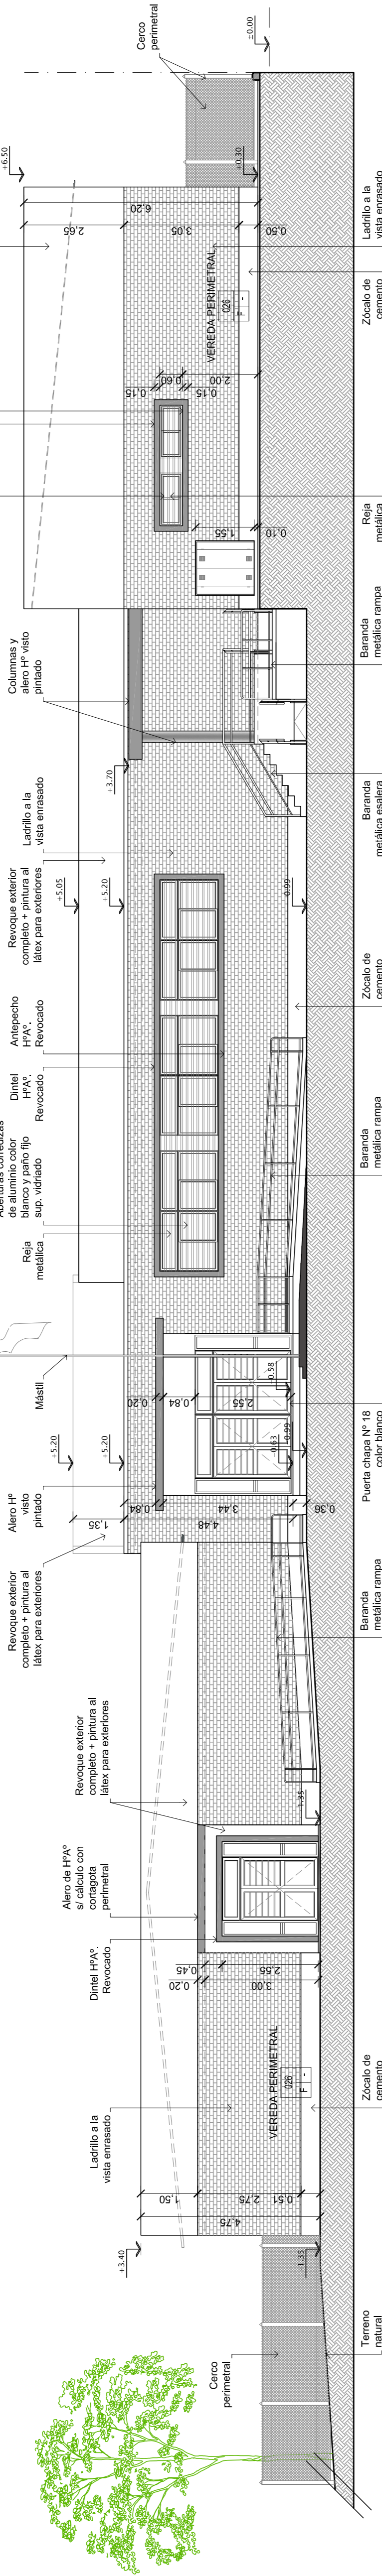 Cerco
perimetral
±0.00
+6.50
+0.30
2,65
3,05
6,20
0,50
VEREDA PERIMETRAL
026
F -
0,15
0,60
0,15
2,00
1,55
0,10
Ladrillo a la
vista enrasado
Zócalo de
cemento
Reja
metálica
Columnas y
alero Hº visto
pintado
+3.70
Ladrillo a la
vista enrasado
Revoque exterior
completo + pintura al
látex para exteriores
+5.05
+5.20
-0.99
Antepecho
HºAº.
Revocado
Dintel
HºAº.
Revocado
de aluminio color
blanco y paño fijo
sup. vidriado
Reja
metálica
Baranda
metálica rampa
Baranda
metálica esalera
Zócalo de
cemento
Baranda
metálica rampa
Mástil
+5.20
+5.20
Alero Hº
visto
pintado
Revoque exterior
completo + pintura al
látex para exteriores
1,35
0,20
0,84
2,55
0,84
3,44
4,48
0,36
-0.58
-0.63
-0.99
Puerta chapa Nº 18
color blanco
Baranda
metálica rampa
Revoque exterior
completo + pintura al
látex para exteriores
Alero de HºAº
s/ cálculo con
cortagota
perimetral
Dintel HºAº.
Revocado
-1.35
0,45
2,55
0,20
3,00
Ladrillo a la
vista enrasado
VEREDA PERIMETRAL
026
F -
Zócalo de
cemento
1,50
2,75
0,51
4,75
+3.40
-1.35
Cerco
perimetral
Terreno
natural